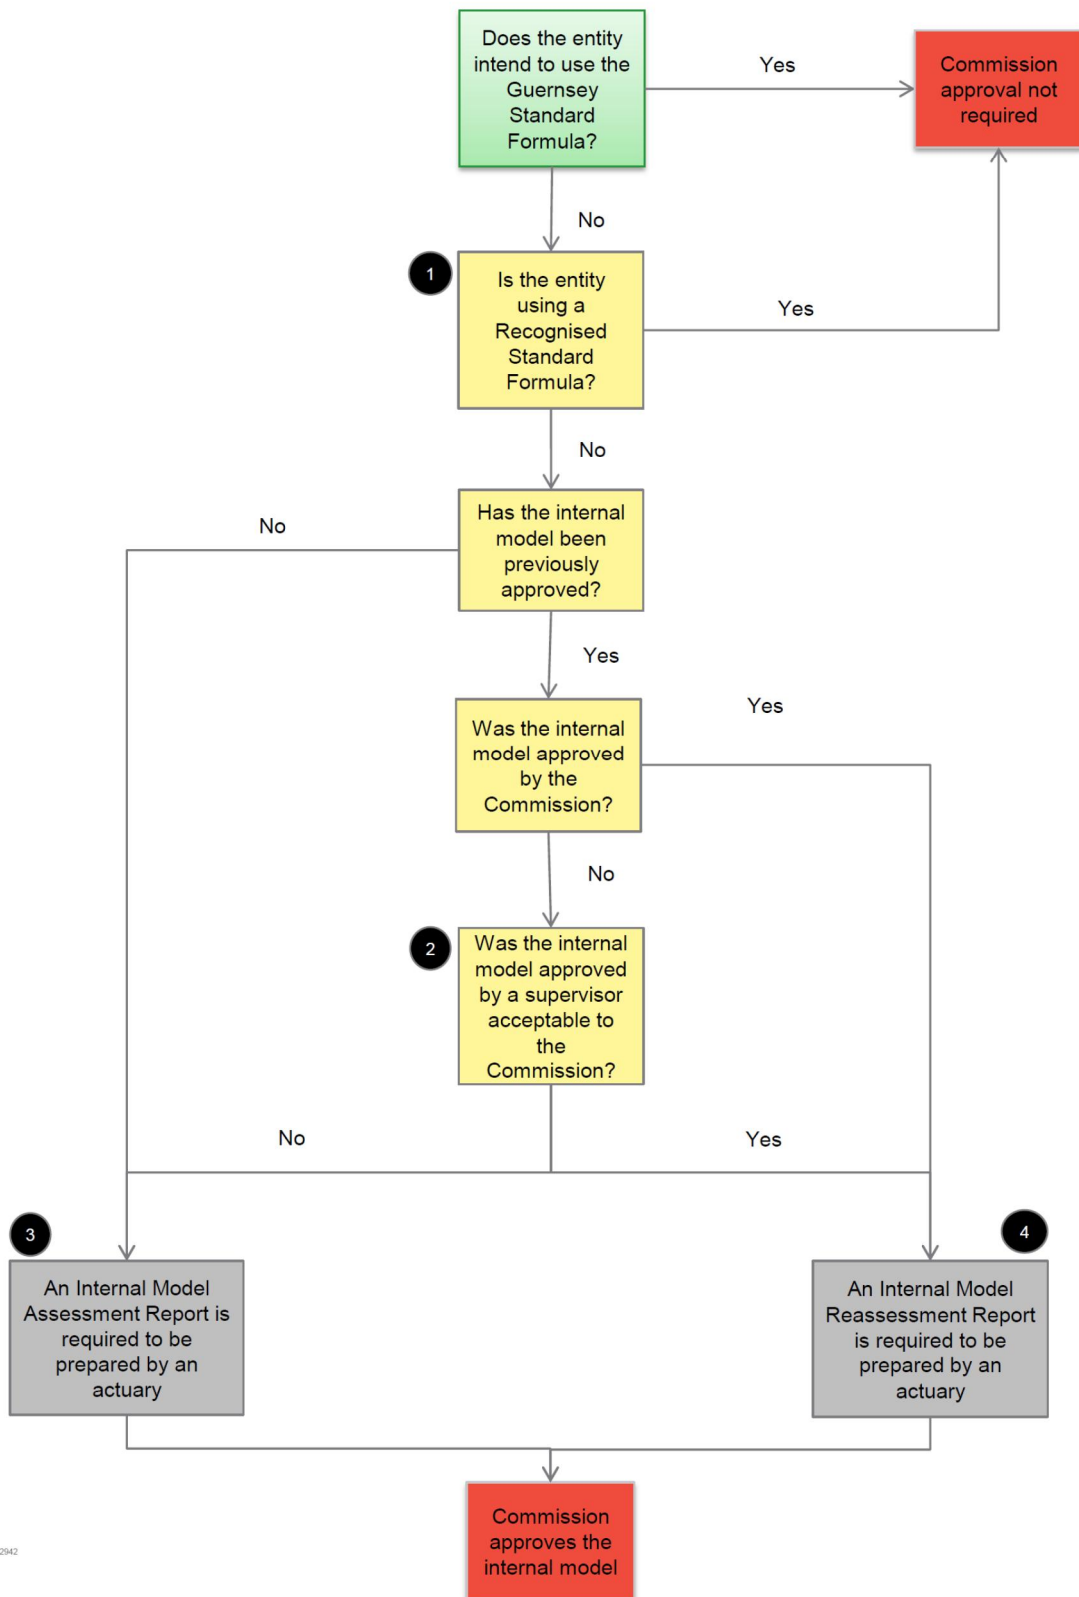 Does the entity
intend to use the
Guernsey
Standard
Formula?
Yes
Commission
approval not
required
No
1
Is the entity
using a
Recognised
Standard
Formula?
Yes
No
Has the internal
model been
previously
approved?
No
Yes
Was the internal
model approved
by the
Commission?
Yes
No
2
Was the internal
model approved
by a supervisor
acceptable to
the
Commission?
No
Yes
3
An Internal Model
Assessment Report is
required to be
prepared by an
actuary
4
An Internal Model
Reassessment Report
is required to be
prepared by an
actuary
Commission
approves the
internal model
2942